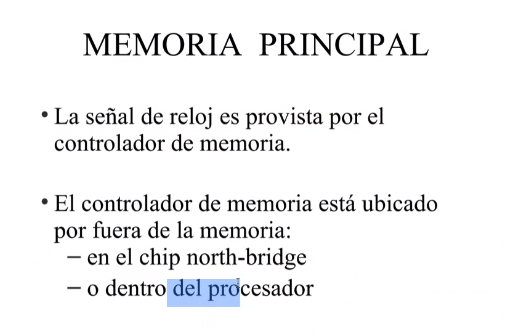 MEMORIA PRINCIPAL
• La señal de reloj es provista por el
controlador de memoria.
• El controlador de memoria está ubicado
por fuera de la memoria:
– en el chip north-bridge
– o dentro del procesador